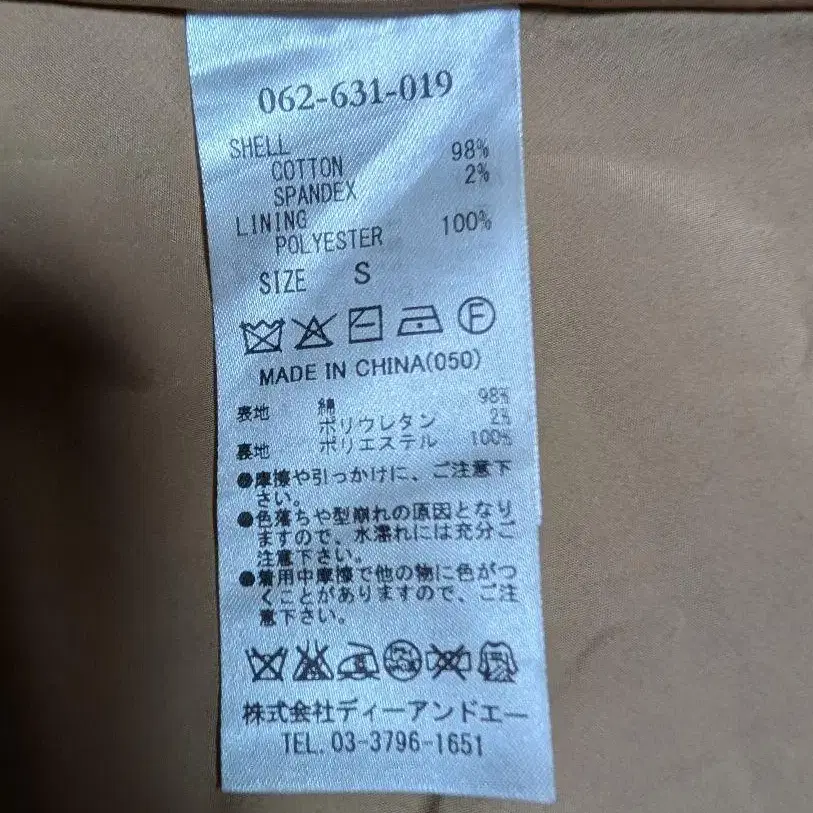 062-631-019
SHELL
COTTON 98%
SPANDEX 2%
LINING
POLYESTER 100%
SIZE S
F
MADE IN CHINA(050)
表地 綿 98%
ポリウレタン 2%
裏地 ポリエステル 100%
●摩擦や引っかけに、ご注意下
さい。
●色落ちや型崩れの原因となり
ますので、水濡れには充分ご
注意下さい。
●着用中摩擦で他の物に色がつ
くことがありますので、ご注
意下さい。
株式会社ディーアンドエー
TEL. 03-3796-1651